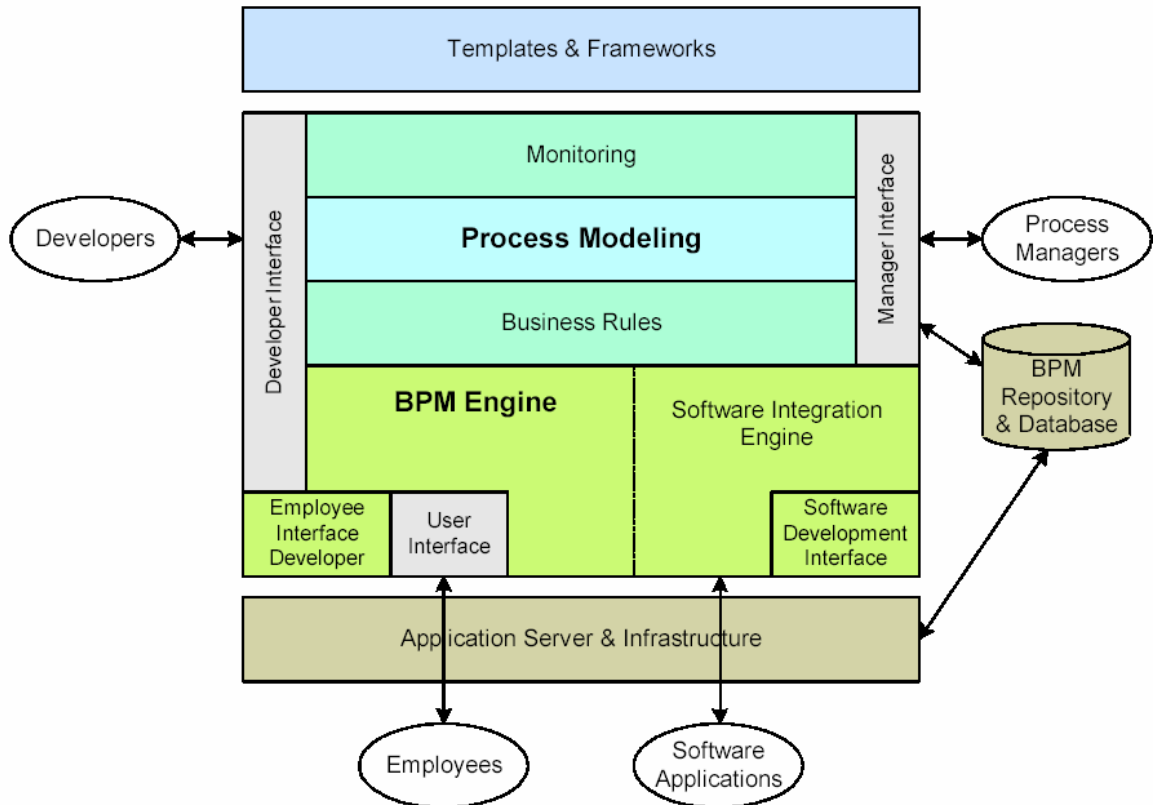 Templates & Frameworks
Monitoring
Developers
Developer Interface
Process Modeling
Manager Interface
Process
Managers
Business Rules
BPM
Repository
& Database
BPM Engine
Software Integration
Engine
Employee
Interface
Developer
User
Interface
Software
Development
Interface
Application Server & Infrastructure
Employees
Software
Applications